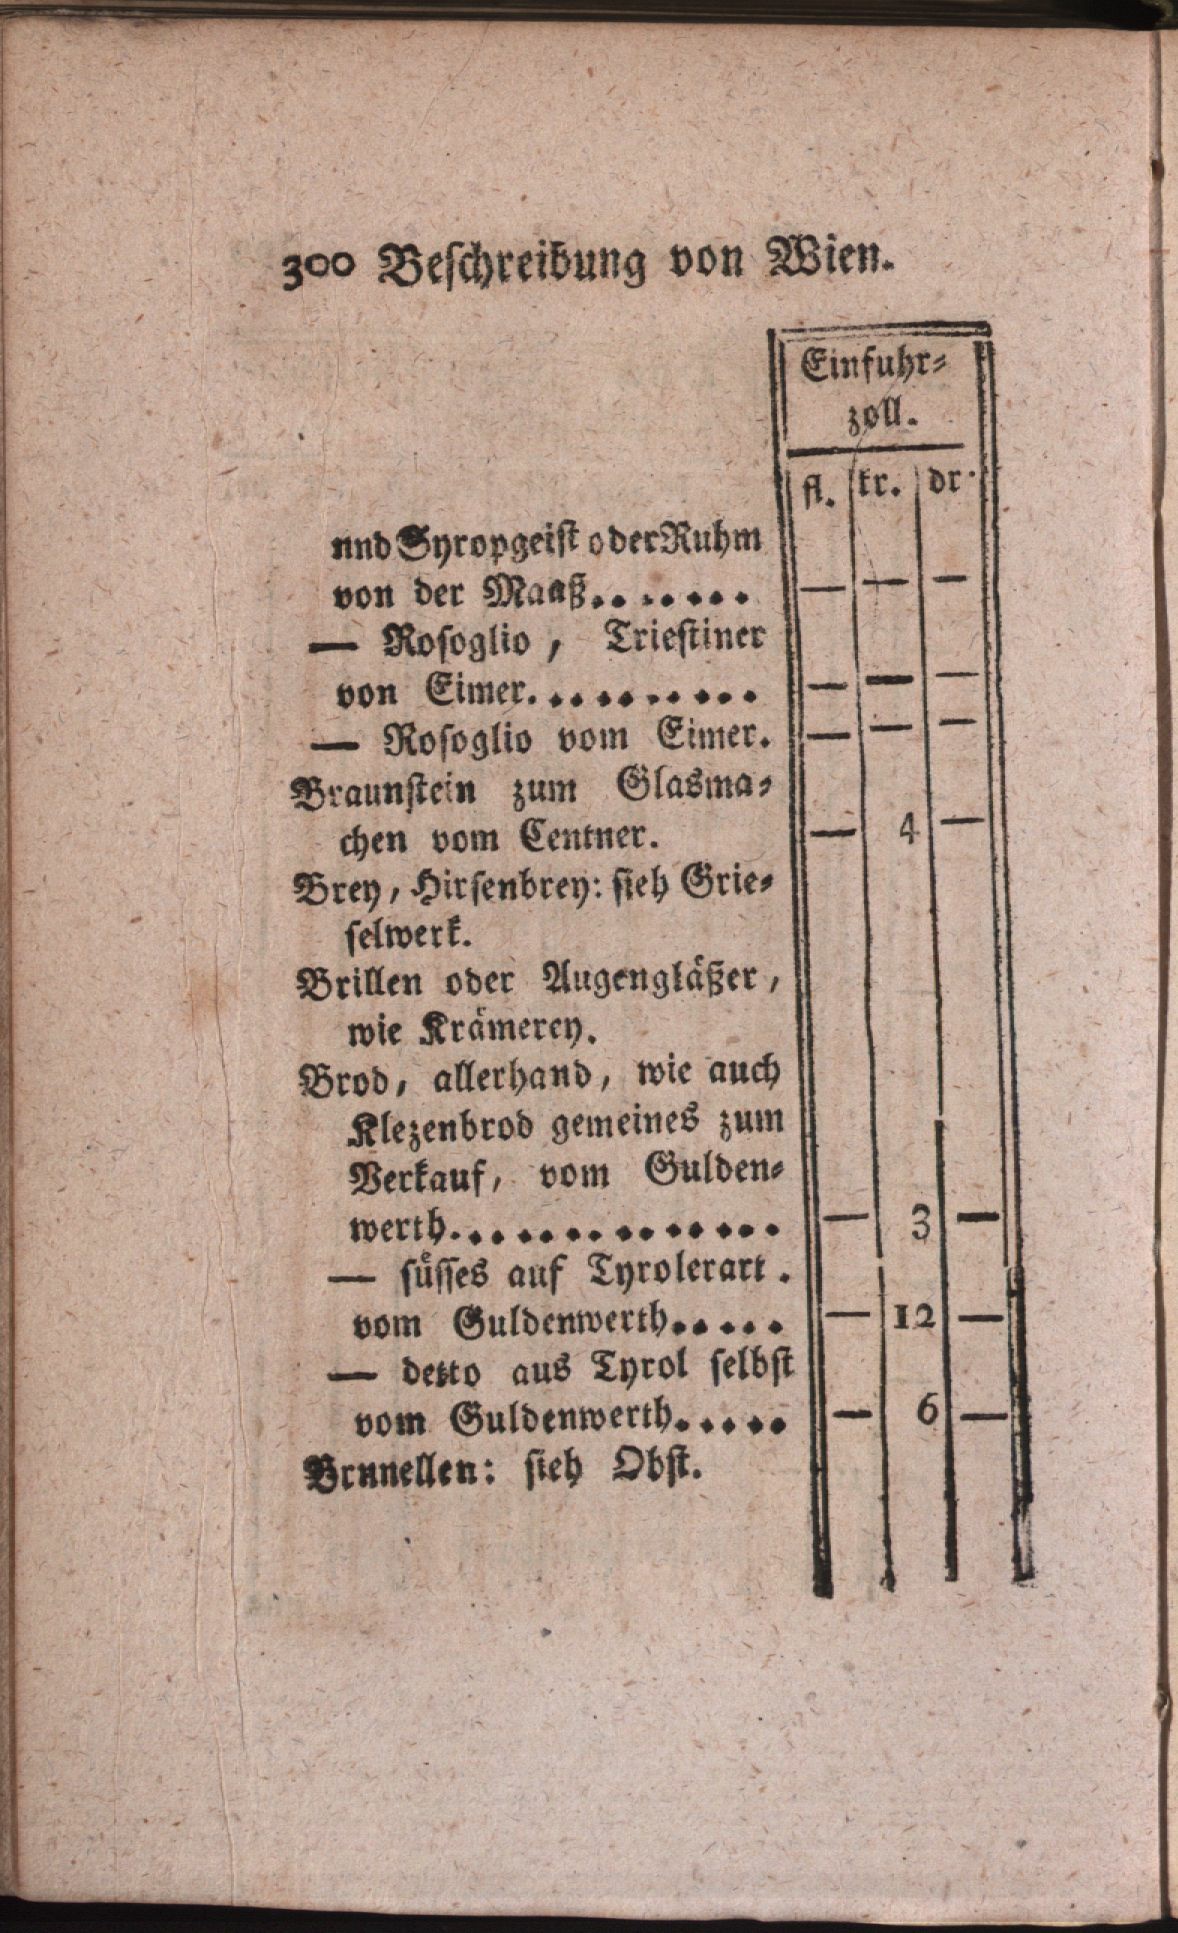 300 Beschreibung von Wien.
Einfuhr-
zoll.
fl. kr. dr.
nnd Syropgeist oder Ruhm
von der Maaß....... — — —
— Rosoglio, Triestiner
von Eimer.......... — — —
— Rosoglio vom Eimer. — — —
Braunstein zum Glasma-
chen vom Centner. — 4 —
Brey, Hirsenbrey: sieh Grie-
selwerk.
Brillen oder Augengläßer,
wie Krämerey.
Brod, allerhand, wie auch
Klezenbrod gemeines zum
Verkauf, vom Gulden-
werth.............. — 3 —
— süsses auf Tyrolerart.
vom Guldenwerth..... — 12 —
— detto aus Tyrol selbst
vom Guldenwerth..... — 6 —
Brnnellen: sieh Obst.